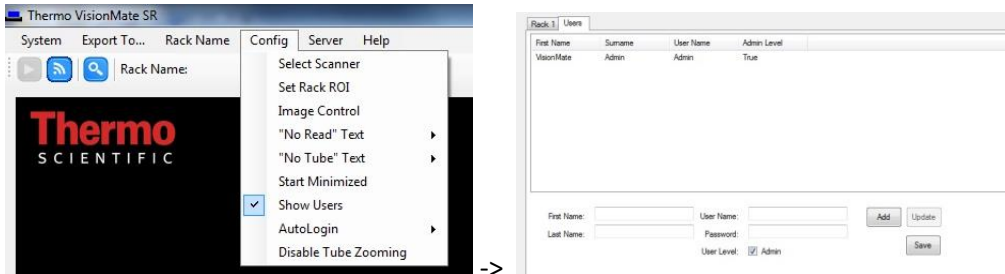 Thermo VisionMate SR
System Export To... Rack Name Config Server Help
Rack Name:
Select Scanner
Set Rack ROI
Image Control
"No Read" Text
"No Tube" Text
Start Minimized
Show Users
AutoLogin
Disable Tube Zooming
Thermo
SCIENTIFIC
->
Rack 1 Users
First Name Surname User Name Admin Level
VisionMate Admin Admin True
First Name: User Name: Add Update
Last Name: Password:
User Level: Admin Save